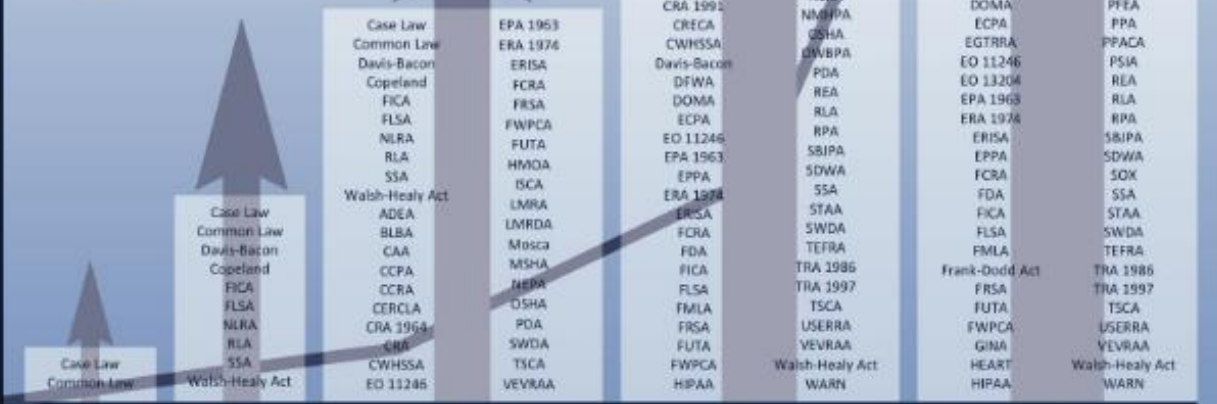 Case Law
Common Law
Case Law
Common Law
Davis-Bacon
Copeland
FICA
FLSA
NLRA
RLA
SSA
Walsh-Healy Act
Case Law
Common Law
Davis-Bacon
Copeland
FICA
FLSA
NLRA
RLA
SSA
Walsh-Healy Act
ADEA
BLBA
CAA
CCPA
CCRA
CERCLA
CRA 1964
CRA
CWHSSA
EO 11246
EPA 1963
ERA 1974
ERISA
FCRA
FRSA
FWPCA
FUTA
HMOA
ISCA
LMRA
LMRDA
Mosca
MSHA
NEPA
OSHA
PDA
SWDA
TSCA
VEVRAA
CRA 1991
CRECA
CWHSSA
Davis-Bacon
DFWA
DOMA
ECPA
EO 11246
EPA 1963
EPPA
ERA 1974
ERISA
FCRA
FDA
FICA
FLSA
FMLA
FRSA
FUTA
FWPCA
HIPAA
NMHPA
OSHA
OWBPA
PDA
REA
RLA
RPA
SBJPA
SDWA
SSA
STAA
SWDA
TEFRA
TRA 1986
TRA 1997
TSCA
USERRA
VEVRAA
Walsh-Healy Act
WARN
DOMA
ECPA
EGTRRA
EO 11246
EO 13204
EPA 1963
ERA 1974
ERISA
EPPA
FCRA
FDA
FICA
FLSA
FMLA
Frank-Dodd Act
FRSA
FUTA
FWPCA
GINA
HEART
HIPAA
PFEA
PPA
PPACA
PSIA
REA
RLA
RPA
SBJPA
SDWA
SOX
SSA
STAA
SWDA
TEFRA
TRA 1986
TRA 1997
TSCA
USERRA
VEVRAA
Walsh-Healy Act
WARN